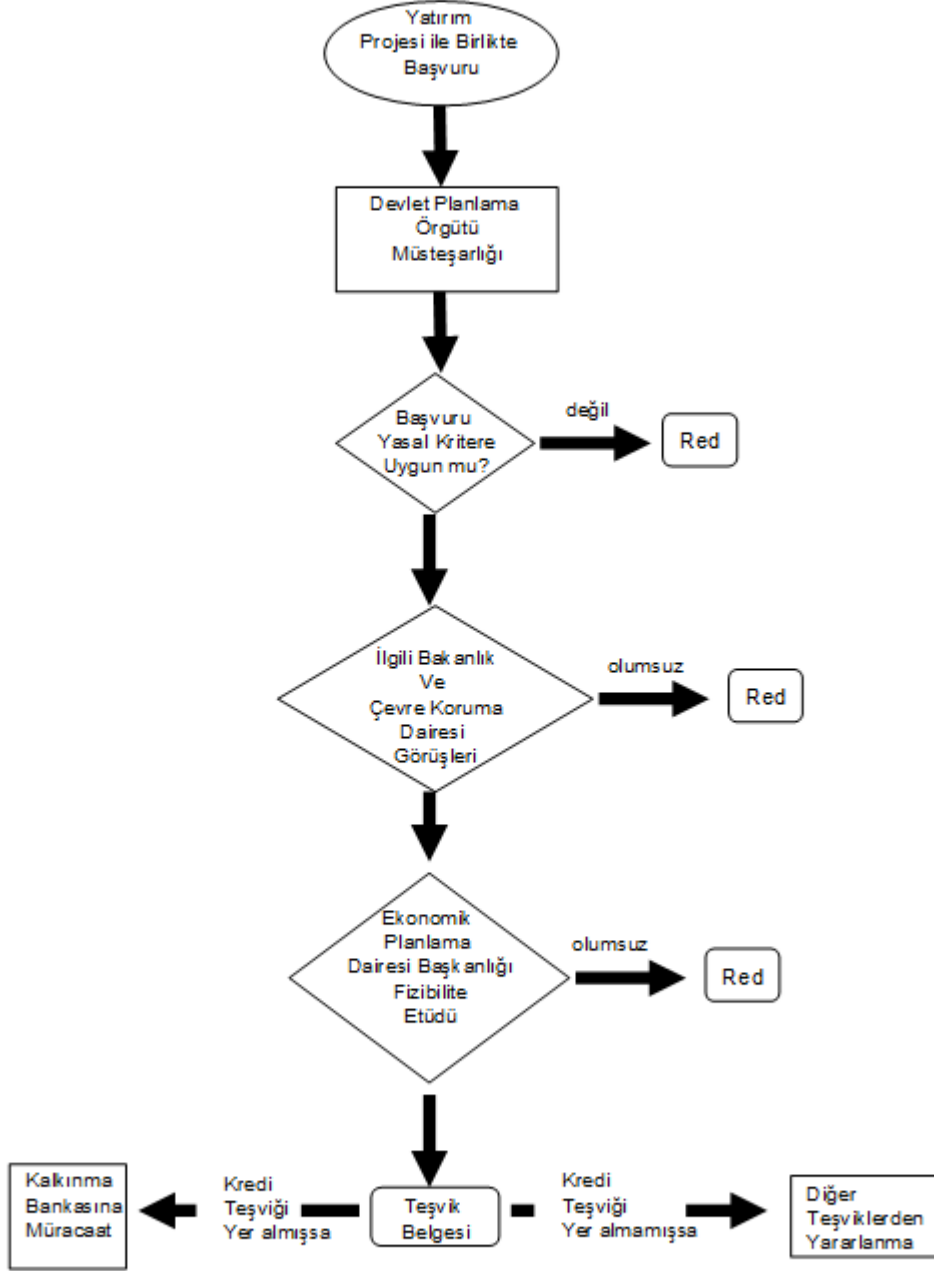 Yatırım
Projesi ile Birlikte
Başvuru
Devlet Planlama
Örgütü
Müsteşarlığı
Başvuru
Yasal Kritere
Uygun mu?
değil
Red
İlgili Bakanlık
Ve
Çevre Koruma
Dairesi
Görüşleri
olumsuz
Red
Ekonomik
Planlama
Dairesi Başkanlığı
Fizibilite
Etüdü
olumsuz
Red
Kalkınma
Bankasına
Müracaat
Kredi
Teşviği
Yer almışsa
Teşvik
Belgesi
Kredi
Teşviği
Yer almamışsa
Diğer
Teşviklerden
Yararlanma